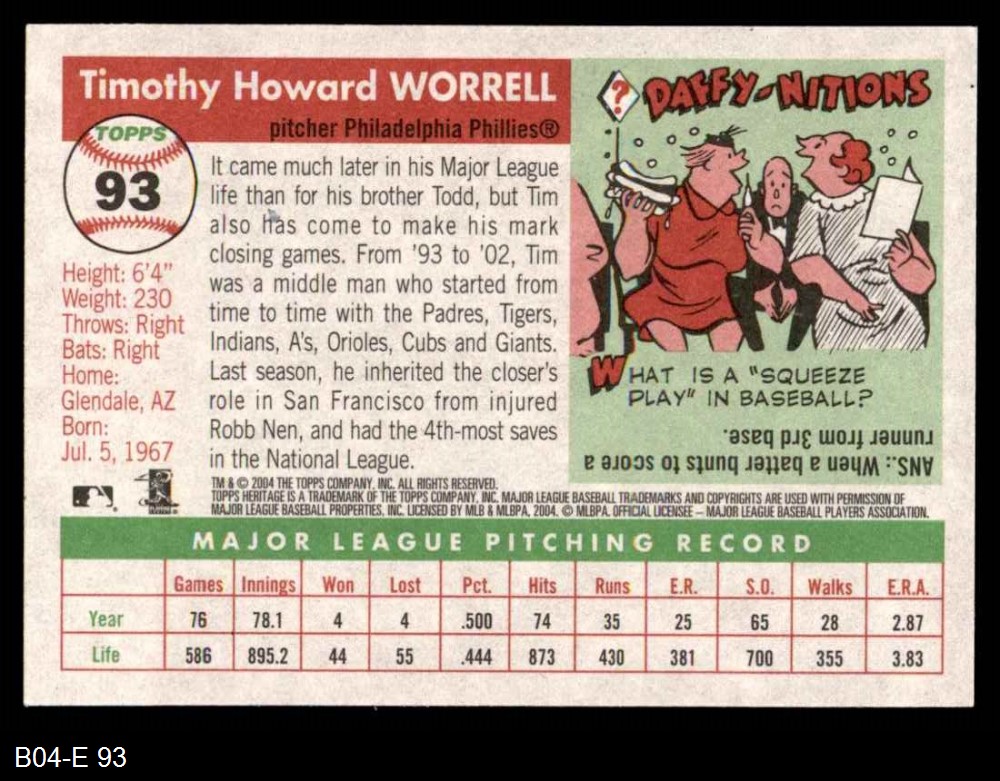 Timothy Howard WORRELL
pitcher Philadelphia Phillies®
TOPPS
93
Height: 6'4"
Weight: 230
Throws: Right
Bats: Right
Home:
Glendale, AZ
Born:
Jul. 5, 1967
It came much later in his Major League
life than for his brother Todd, but Tim
also has come to make his mark
closing games. From '93 to '02, Tim
was a middle man who started from
time to time with the Padres, Tigers,
Indians, A's, Orioles, Cubs and Giants.
Last season, he inherited the closer's
role in San Francisco from injured
Robb Nen, and had the 4th-most saves
in the National League.
?
DAFFY-NITIONS
WHAT IS A "SQUEEZE
PLAY" IN BASEBALL?
ANS.: When a batter bunts to score a
runner from 3rd base.
TM & © 2004 THE TOPPS COMPANY, INC. ALL RIGHTS RESERVED.
TOPPS HERITAGE IS A TRADEMARK OF THE TOPPS COMPANY, INC. MAJOR LEAGUE BASEBALL TRADEMARKS AND COPYRIGHTS ARE USED WITH PERMISSION OF
MAJOR LEAGUE BASEBALL PROPERTIES, INC. LICENSED BY MLB & MLBPA, 2004. © MLBPA. OFFICIAL LICENSEE – MAJOR LEAGUE BASEBALL PLAYERS ASSOCIATION.
MAJOR LEAGUE PITCHING RECORD
Games Innings Won Lost Pct. Hits Runs E.R. S.O. Walks E.R.A.
Year 76 78.1 4 4 .500 74 35 25 65 28 2.87
Life 586 895.2 44 55 .444 873 430 381 700 355 3.83
B04-E 93